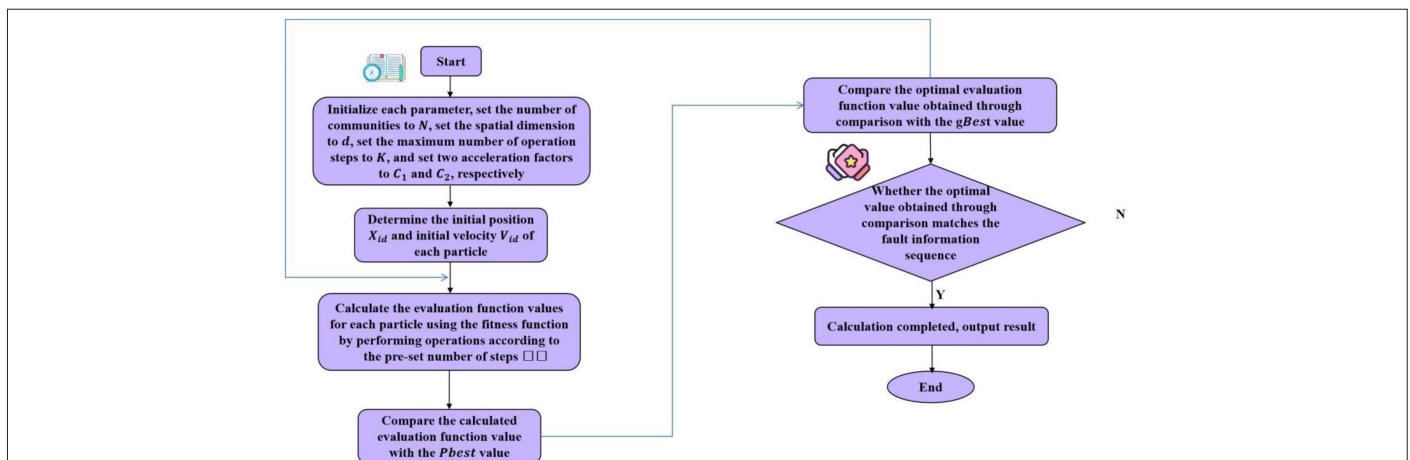 Start
Initialize each parameter, set the number of
communities to N, set the spatial dimension
to d, set the maximum number of operation
steps to K, and set two acceleration factors
to C₁ and C₂, respectively
Determine the initial position
X_{id} and initial velocity V_{id} of
each particle
Calculate the evaluation function values
for each particle using the fitness function
by performing operations according to
the pre-set number of steps □□
Compare the calculated
evaluation function value
with the Pbest value
Compare the optimal evaluation
function value obtained through
comparison with the gBest value
Whether the optimal
value obtained through
comparison matches the
fault information
sequence
N
Y
Calculation completed, output result
End